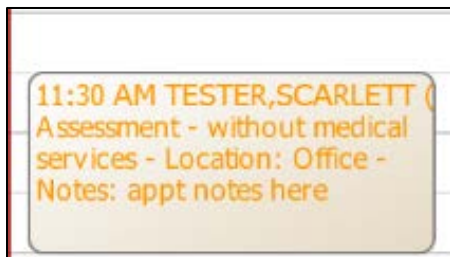 11:30 AM TESTER,SCARLETT (
Assessment - without medical
services - Location: Office -
Notes: appt notes here